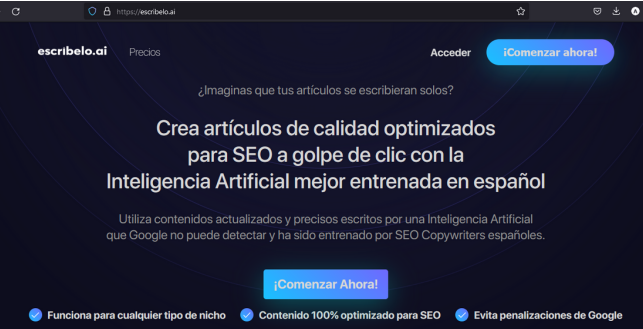 https://escribelo.ai
escríbelo.ai
Precios
Acceder
¡Comenzar ahora!
¿Imaginas que tus artículos se escribieran solos?
Crea artículos de calidad optimizados
para SEO a golpe de clic con la
Inteligencia Artificial mejor entrenada en español
Utiliza contenidos actualizados y precisos escritos por una Inteligencia Artificial
que Google no puede detectar y ha sido entrenado por SEO Copywriters españoles.
¡Comenzar Ahora!
Funciona para cualquier tipo de nicho
Contenido 100% optimizado para SEO
Evita penalizaciones de Google